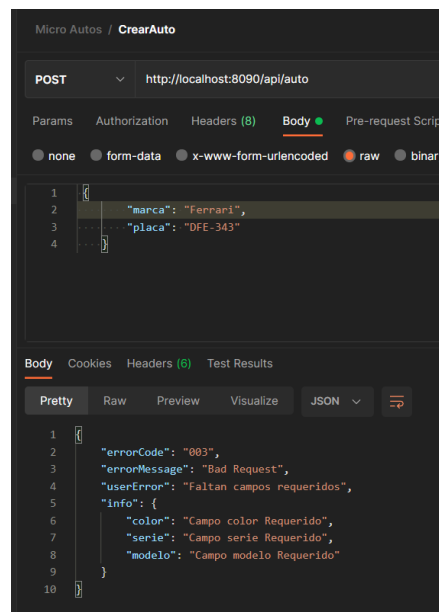 Micro Autos / CrearAuto
POST http://localhost:8090/api/auto
Params Authorization Headers (8) Body Pre-request Scrip
none form-data x-www-form-urlencoded raw binar
1 {
2 "marca": "Ferrari",
3 "placa": "DFE-343"
4 }
Body Cookies Headers (6) Test Results
Pretty Raw Preview Visualize JSON
1 {
2 "errorCode": "003",
3 "errorMessage": "Bad Request",
4 "userError": "Faltan campos requeridos",
5 "info": {
6 "color": "Campo color Requerido",
7 "serie": "Campo serie Requerido",
8 "modelo": "Campo modelo Requerido"
9 }
10 }